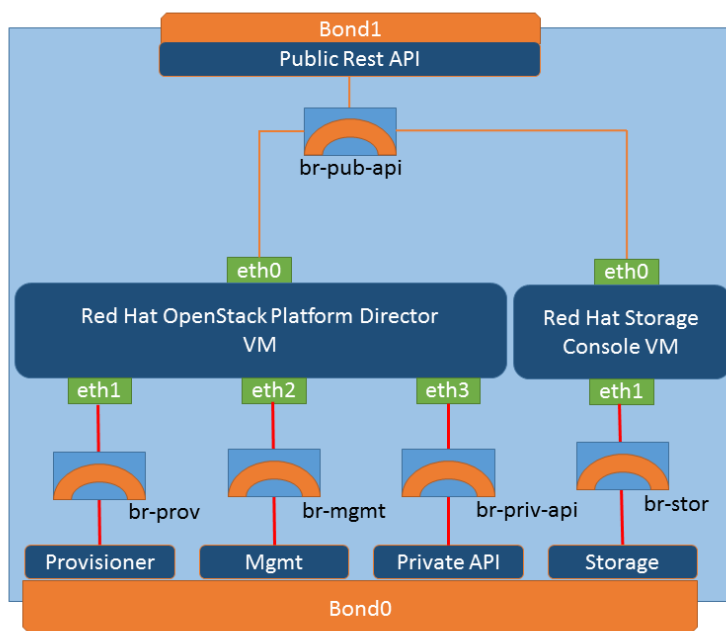 Bond1
Public Rest API
br-pub-api
eth0
eth0
Red Hat OpenStack Platform Director
VM
Red Hat Storage
Console VM
eth1
eth2
eth3
eth1
br-prov
br-mgmt
br-priv-api
br-stor
Provisioner
Mgmt
Private API
Storage
Bond0